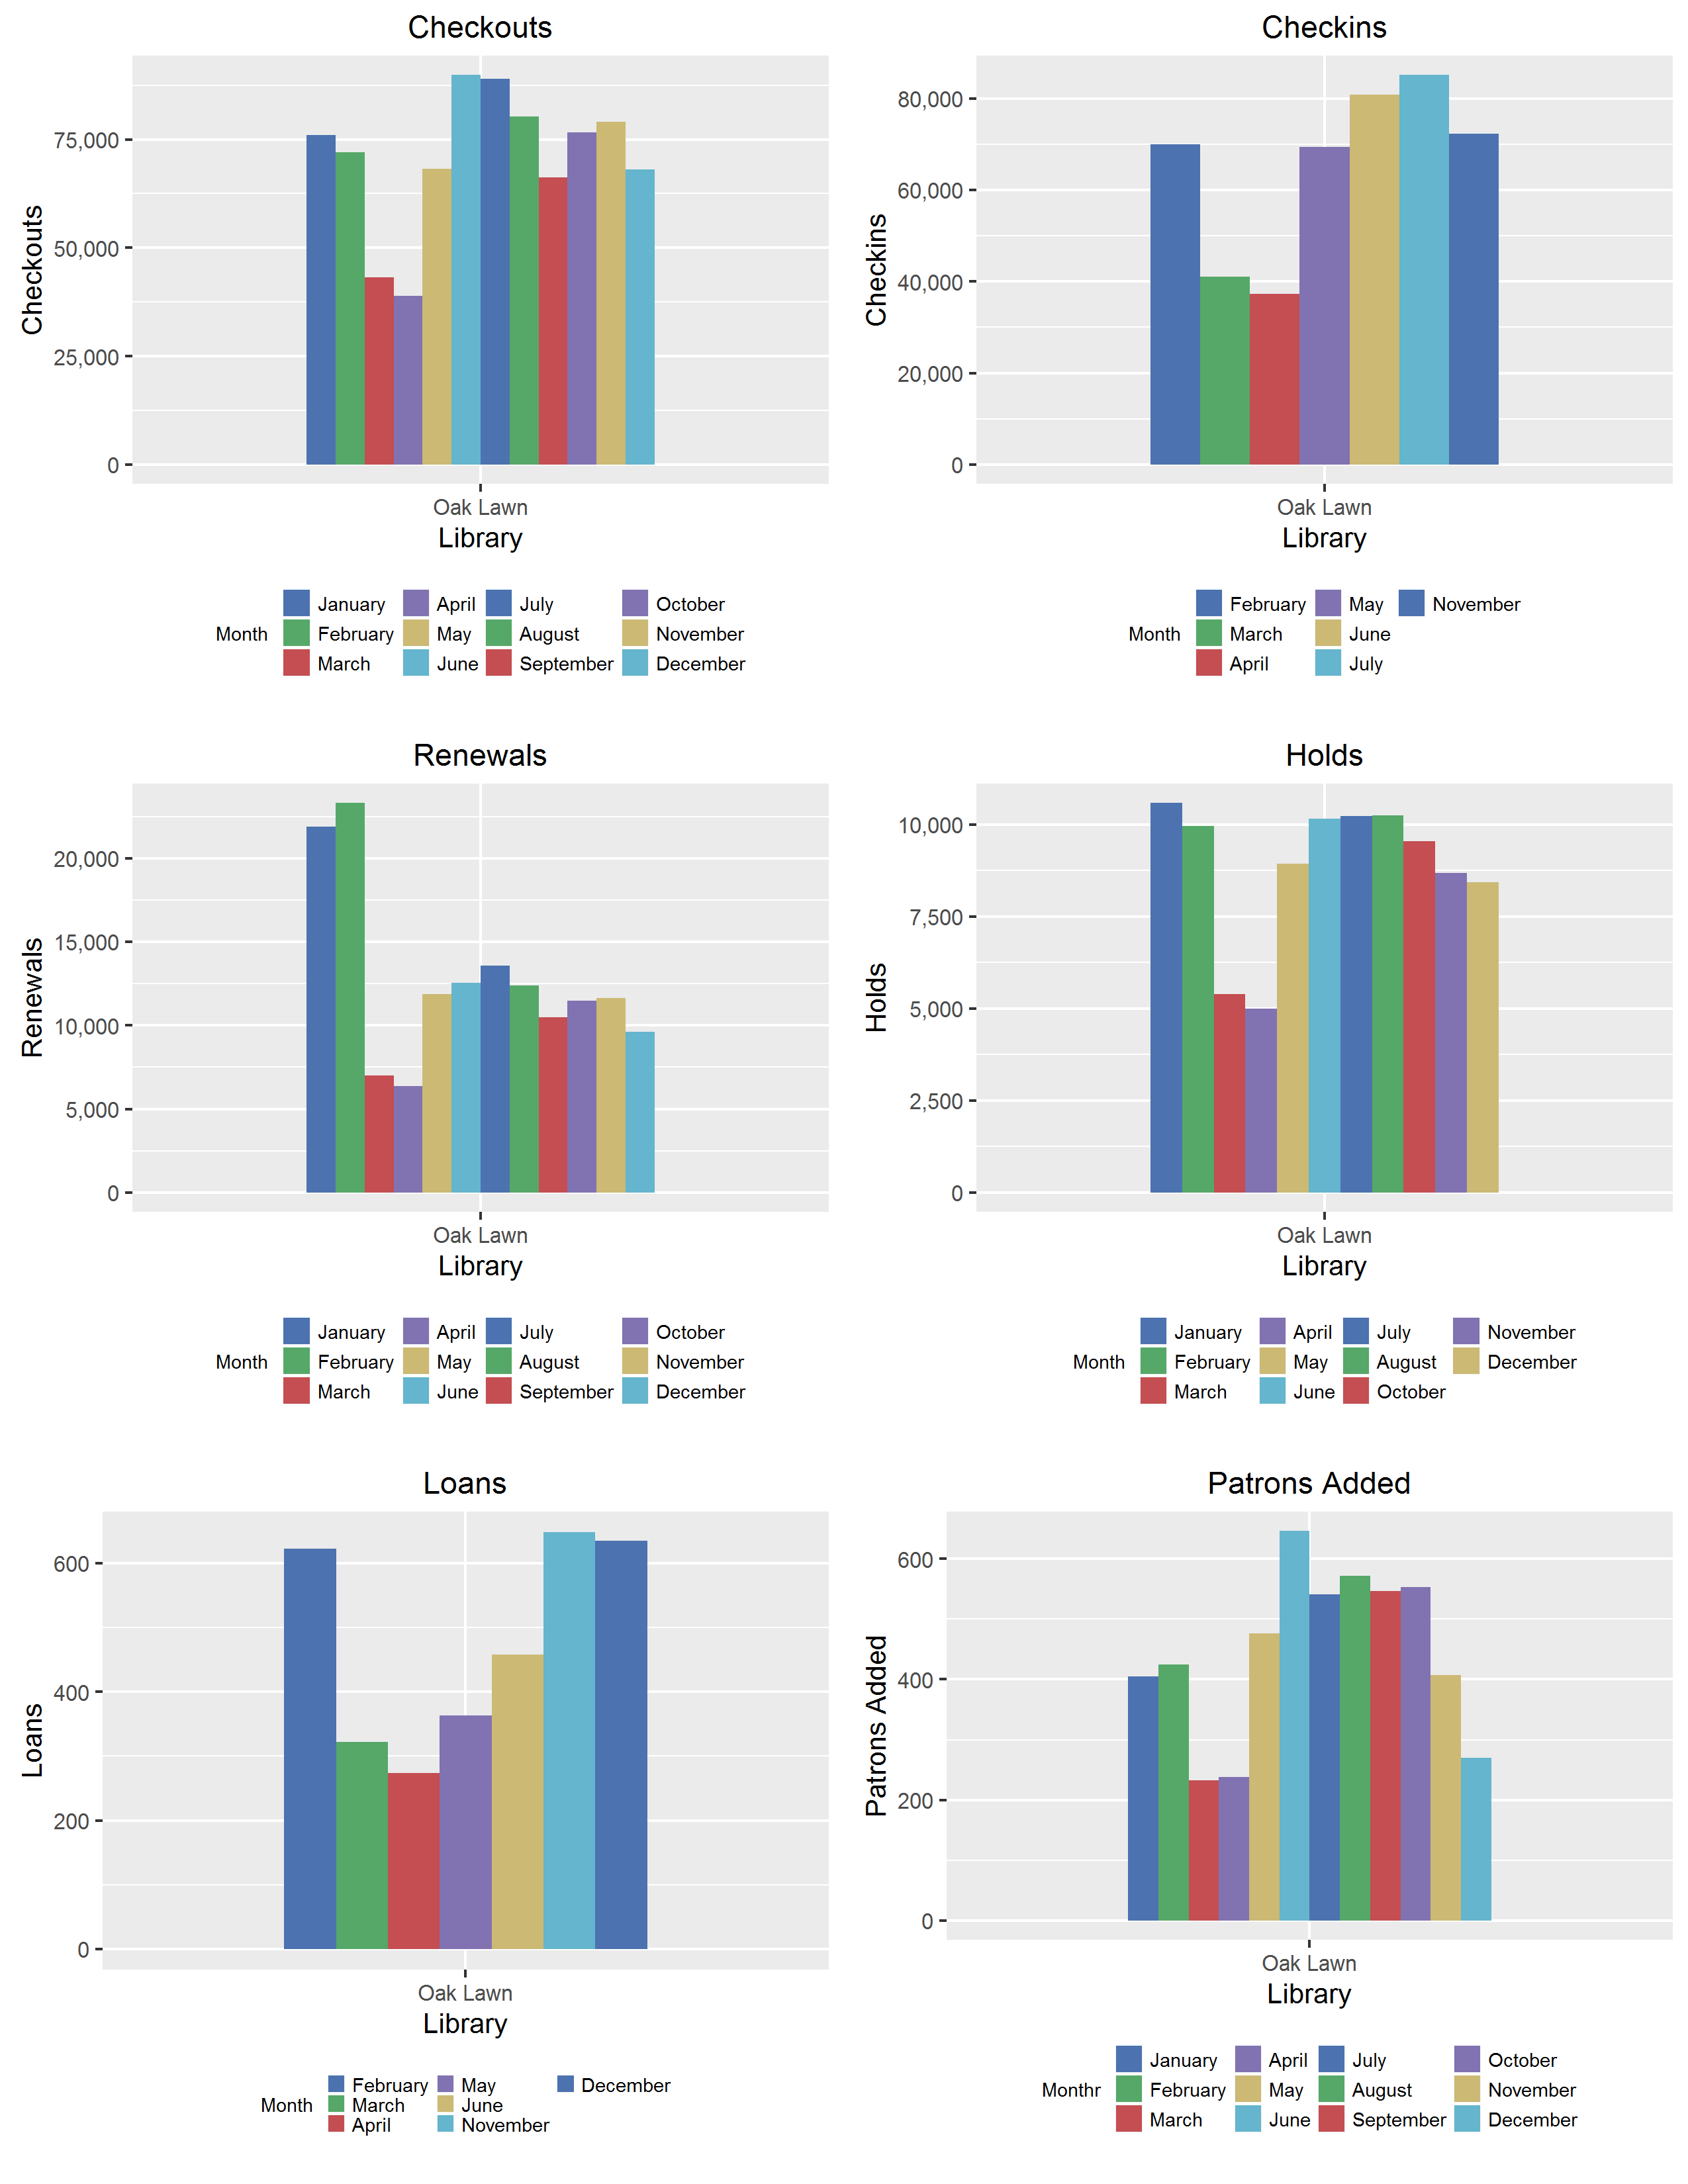 Checkouts
Checkouts
75,000
50,000
25,000
0
Oak Lawn
Library
Month
January
February
March
April
May
June
July
August
September
October
November
December
Checkins
Checkins
80,000
60,000
40,000
20,000
0
Oak Lawn
Library
Month
February
March
April
May
June
July
November
Renewals
Renewals
20,000
15,000
10,000
5,000
0
Oak Lawn
Library
Month
January
February
March
April
May
June
July
August
September
October
November
December
Holds
Holds
10,000
7,500
5,000
2,500
0
Oak Lawn
Library
Month
January
February
March
April
May
June
July
August
October
November
December
Loans
Loans
600
400
200
0
Oak Lawn
Library
Month
February
March
April
May
June
November
December
Patrons Added
Patrons Added
600
400
200
0
Oak Lawn
Library
Monthr
January
February
March
April
May
June
July
August
September
October
November
December